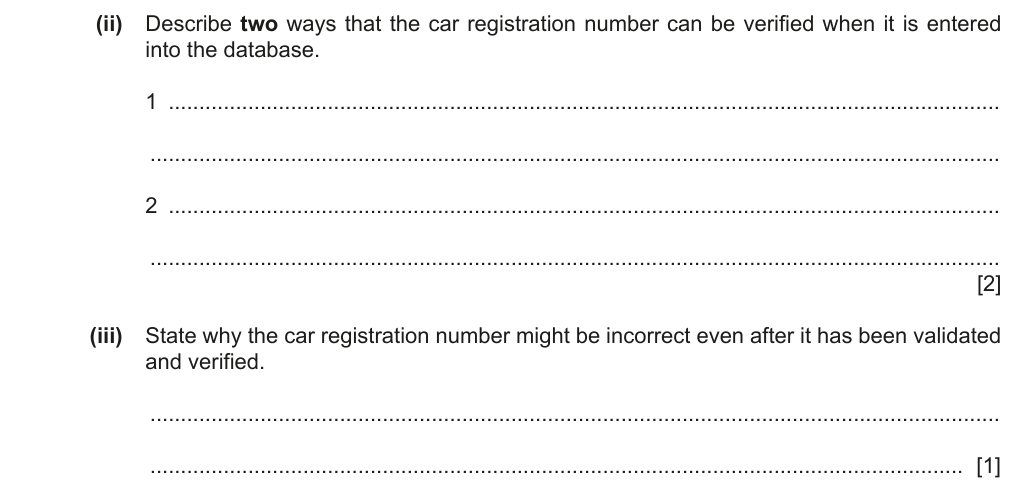 (ii) Describe two ways that the car registration number can be verified when it is entered
into the database.
1 ........................................................................................................................................
...........................................................................................................................................
2 ........................................................................................................................................
...........................................................................................................................................
[2]
(iii) State why the car registration number might be incorrect even after it has been validated
and verified.
...........................................................................................................................................
..................................................................................................................................... [1]